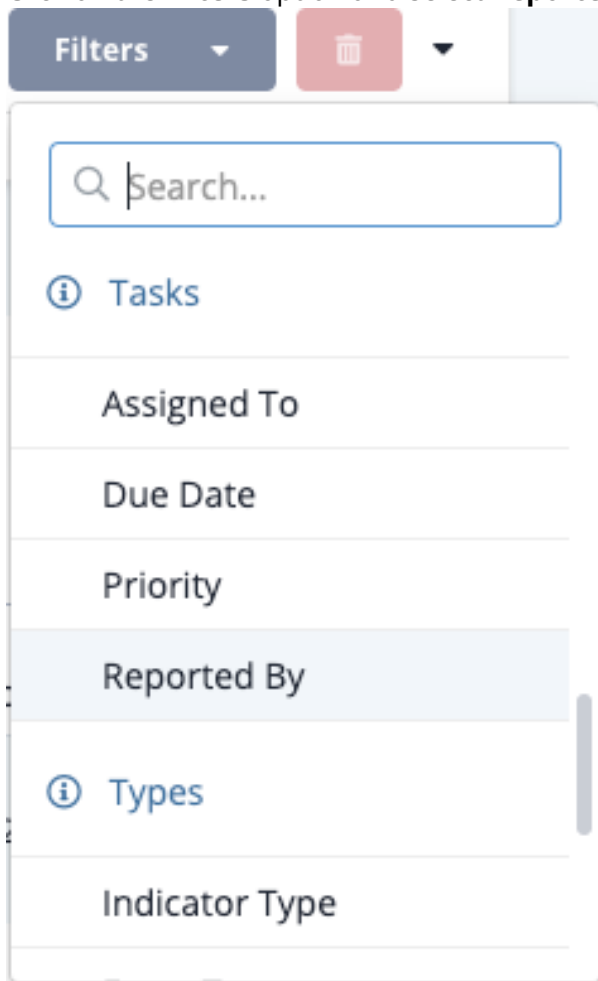 Filters
Search...
Tasks
Assigned To
Due Date
Priority
Reported By
Types
Indicator Type